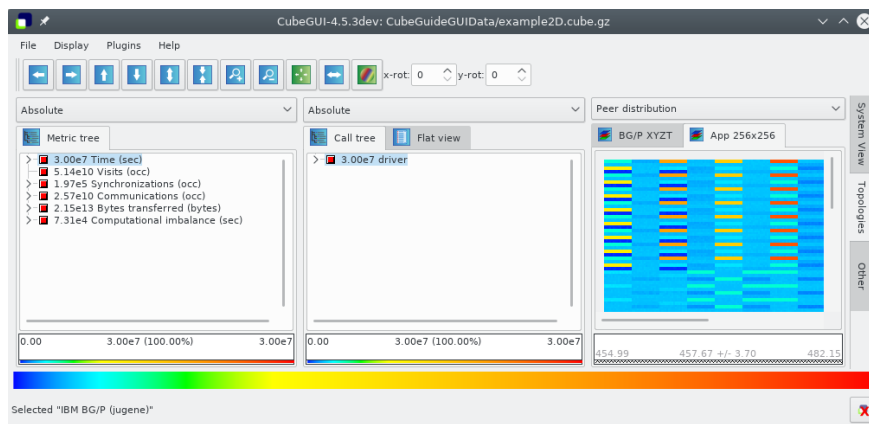 CubeGUI-4.5.3dev: CubeGuideGUIData/example2D.cube.gz
File Display Plugins Help
x-rot: 0 y-rot: 0
Absolute
Metric tree
3.00e7 Time (sec)
5.14e10 Visits (occ)
1.97e5 Synchronizations (occ)
2.57e10 Communications (occ)
2.15e13 Bytes transferred (bytes)
7.31e4 Computational imbalance (sec)
0.00 3.00e7 (100.00%) 3.00e7
Absolute
Call tree Flat view
3.00e7 driver
0.00 3.00e7 (100.00%) 3.00e7
Peer distribution
BG/P XYZT App 256x256
454.99 457.67 +/- 3.70 482.15
System View
Topologies
Other
Selected "IBM BG/P (jugene)"